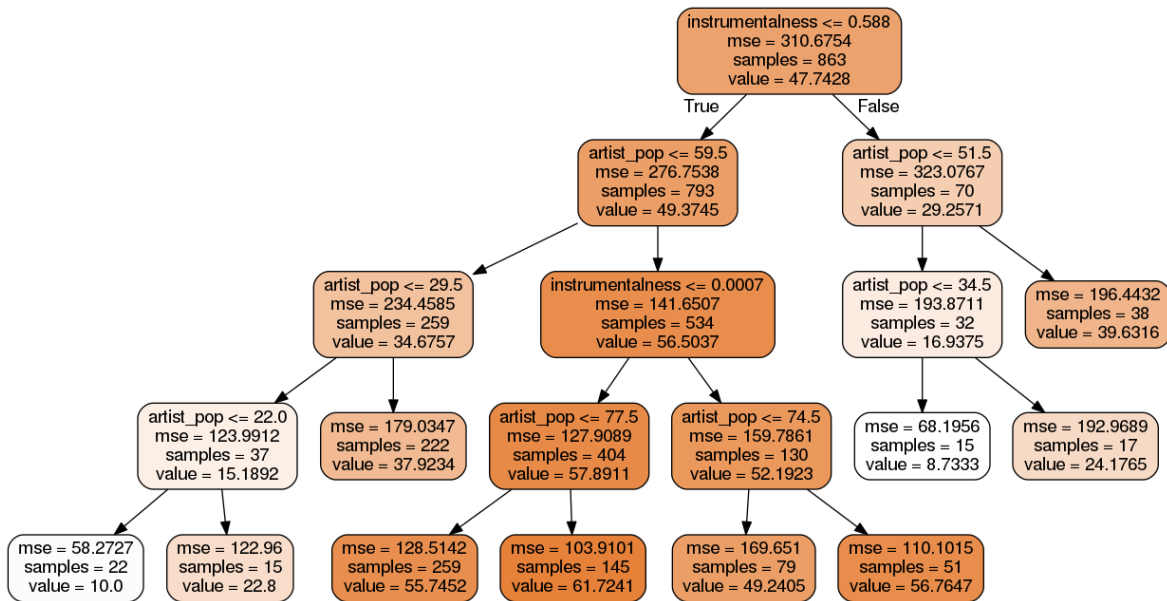 instrumentalness <= 0.588
mse = 310.6754
samples = 863
value = 47.7428
True
False
artist_pop <= 59.5
mse = 276.7538
samples = 793
value = 49.3745
artist_pop <= 51.5
mse = 323.0767
samples = 70
value = 29.2571
artist_pop <= 29.5
mse = 234.4585
samples = 259
value = 34.6757
instrumentalness <= 0.0007
mse = 141.6507
samples = 534
value = 56.5037
artist_pop <= 34.5
mse = 193.8711
samples = 32
value = 16.9375
mse = 196.4432
samples = 38
value = 39.6316
artist_pop <= 22.0
mse = 123.9912
samples = 37
value = 15.1892
mse = 179.0347
samples = 222
value = 37.9234
artist_pop <= 77.5
mse = 127.9089
samples = 404
value = 57.8911
artist_pop <= 74.5
mse = 159.7861
samples = 130
value = 52.1923
mse = 68.1956
samples = 15
value = 8.7333
mse = 192.9689
samples = 17
value = 24.1765
mse = 58.2727
samples = 22
value = 10.0
mse = 122.96
samples = 15
value = 22.8
mse = 128.5142
samples = 259
value = 55.7452
mse = 103.9101
samples = 145
value = 61.7241
mse = 169.651
samples = 79
value = 49.2405
mse = 110.1015
samples = 51
value = 56.7647